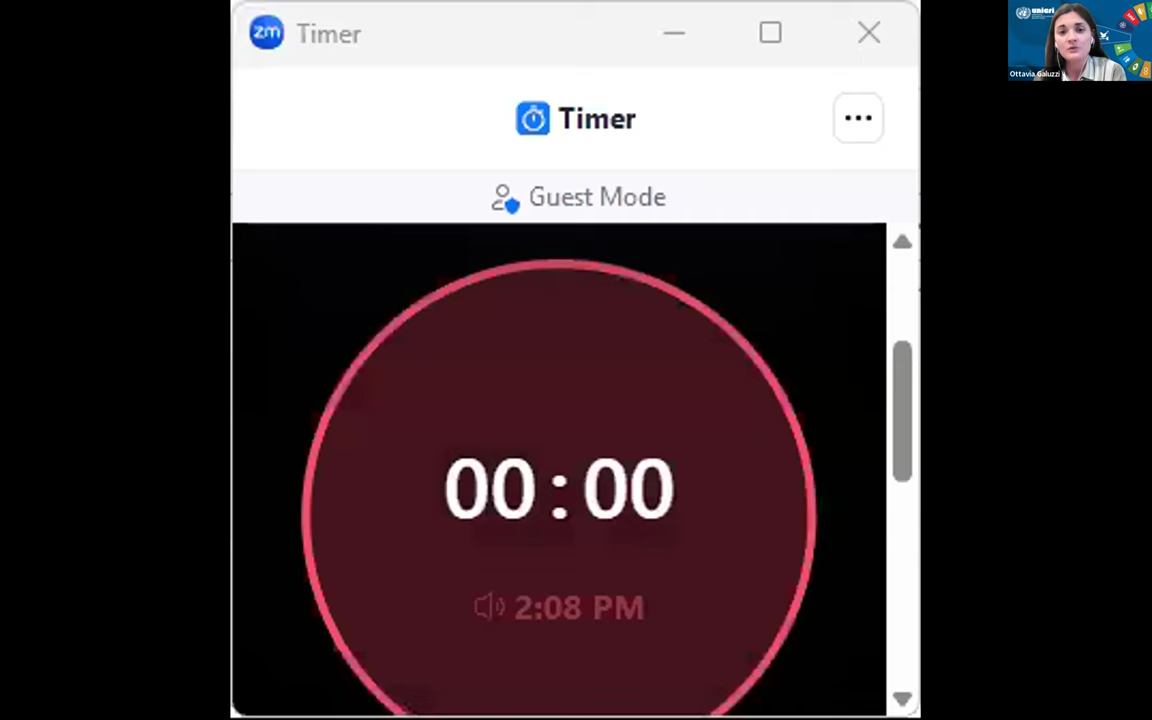 zm Timer
Timer
Guest Mode
00:00
2:08 PM
unicri
Ottavia Galuzzi